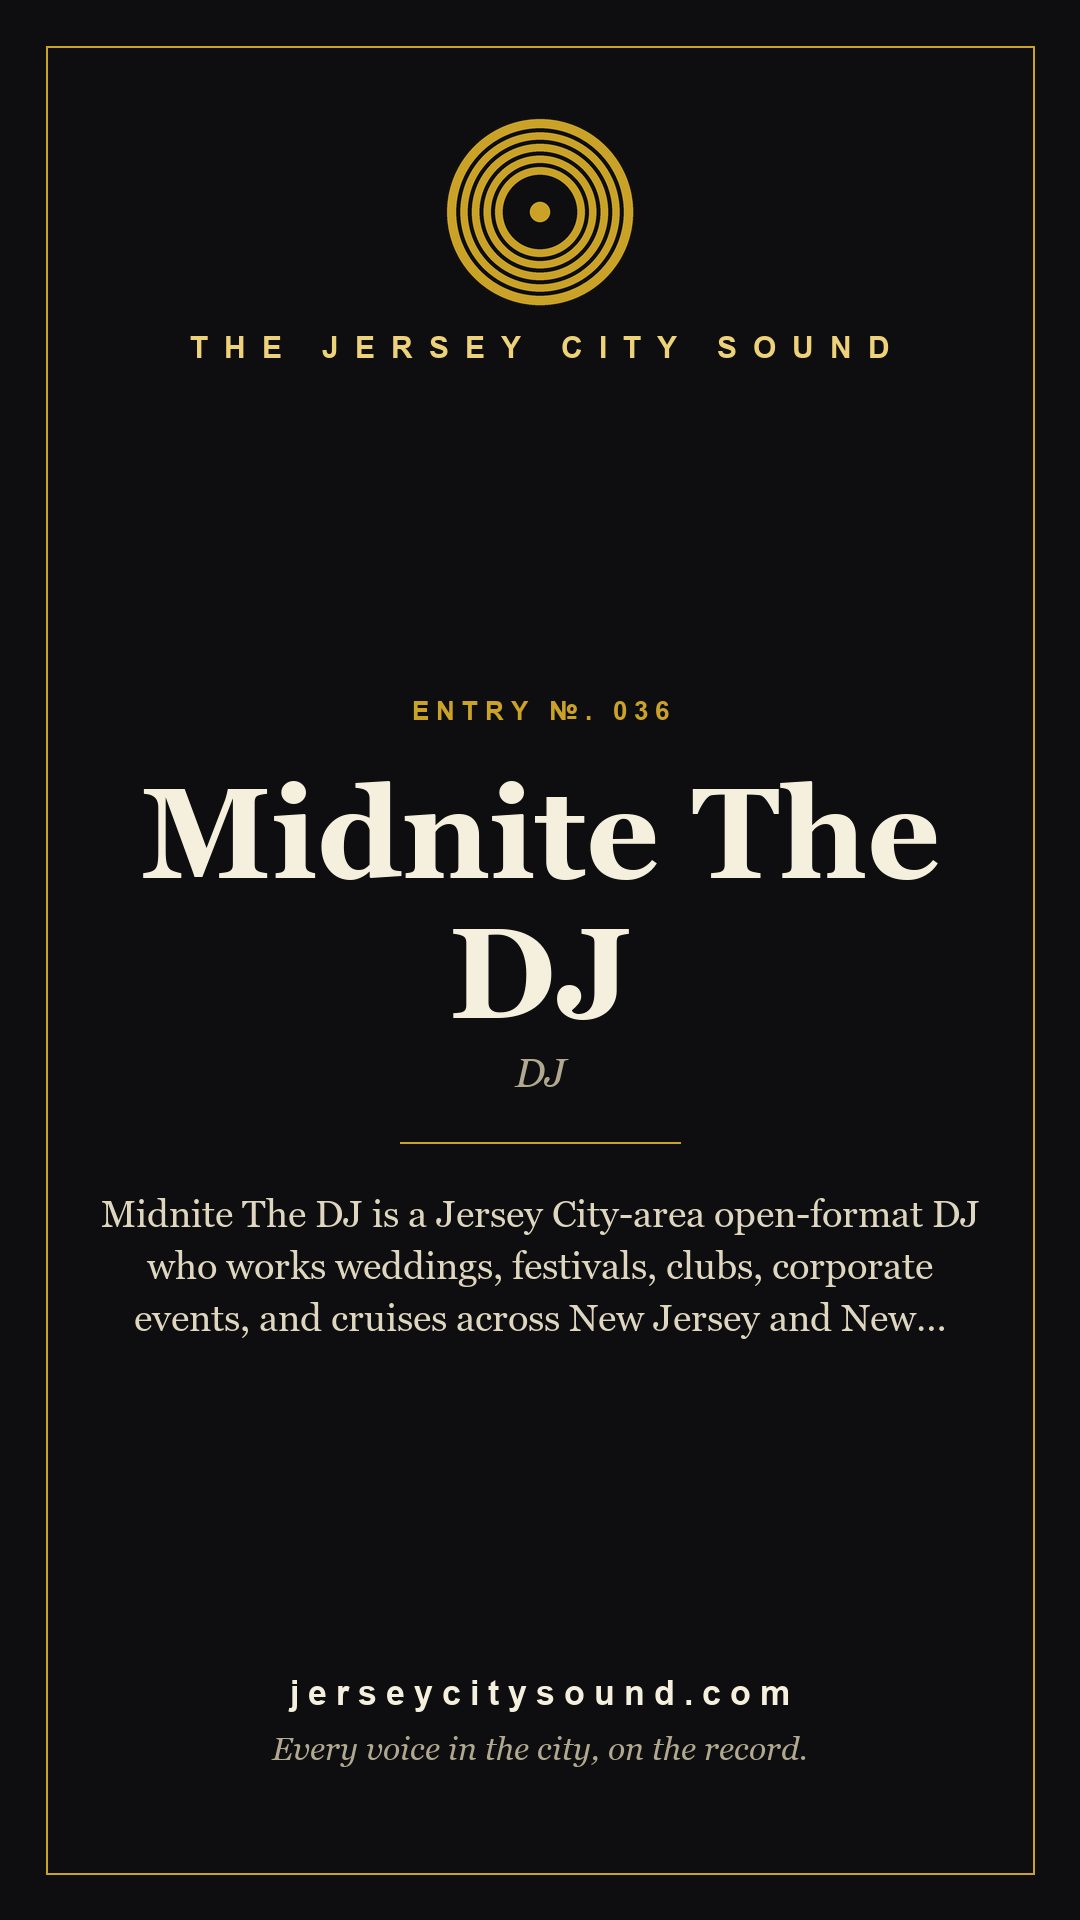 THE JERSEY CITY SOUND
ENTRY №. 036
Midnite The
DJ
DJ
Midnite The DJ is a Jersey City-area open-format DJ
who works weddings, festivals, clubs, corporate
events, and cruises across New Jersey and New…
jerseycitysound.com
Every voice in the city, on the record.